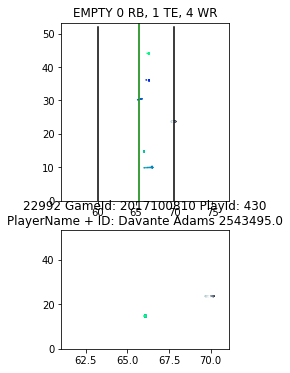 EMPTY 0 RB, 1 TE, 4 WR
50
40
30
20
10
0
60 65 70 75
22992 GameId: 2017100810 PlayId: 430
PlayerName + ID: Davante Adams 2543495.0
40
20
0
62.5 65.0 67.5 70.0